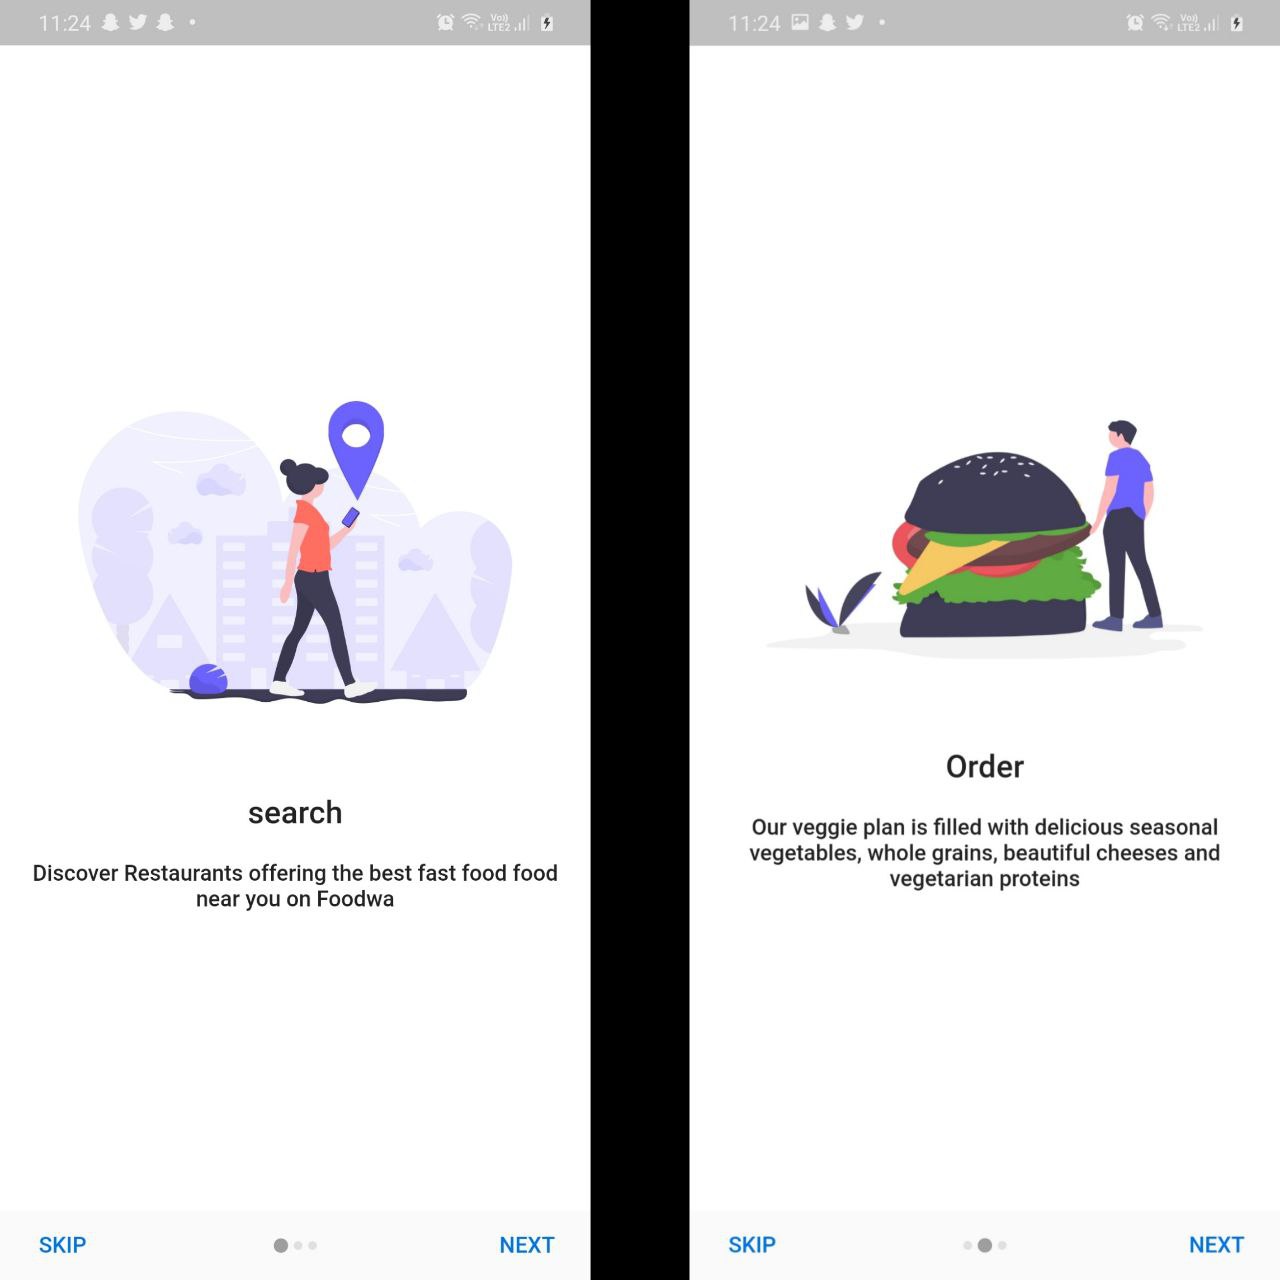 11:24
Vo))
LTE2
search
Discover Restaurants offering the best fast food food
near you on Foodwa
SKIP
NEXT
11:24
Vo))
LTE2
Order
Our veggie plan is filled with delicious seasonal
vegetables, whole grains, beautiful cheeses and
vegetarian proteins
SKIP
NEXT